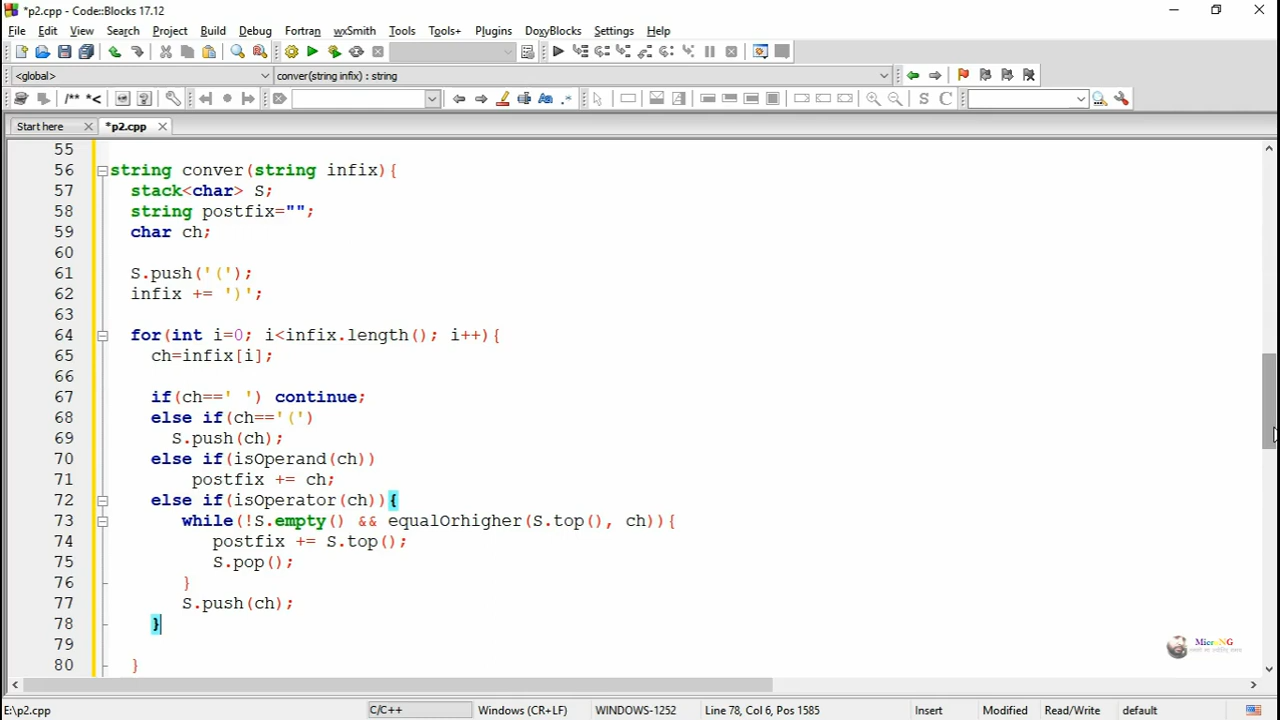 *p2.cpp - Code::Blocks 17.12
File Edit View Search Project Build Debug Fortran wxSmith Tools Tools+ Plugins DoxyBlocks Settings Help
<global> conver(string infix) : string
/** *<
S C
Start here *p2.cpp
55
56 string conver(string infix){
57 stack<char> S;
58 string postfix="";
59 char ch;
60
61 S.push('(');
62 infix += ')';
63
64 for(int i=0; i<infix.length(); i++){
65 ch=infix[i];
66
67 if(ch==' ') continue;
68 else if(ch=='(')
69 S.push(ch);
70 else if(isOperand(ch))
71 postfix += ch;
72 else if(isOperator(ch)){
73 while(!S.empty() && equalOrhigher(S.top(), ch)){
74 postfix += S.top();
75 S.pop();
76 }
77 S.push(ch);
78 }
79
80 }
MicroNG
E:\p2.cpp C/C++ Windows (CR+LF) WINDOWS-1252 Line 78, Col 6, Pos 1585 Insert Modified Read/Write default